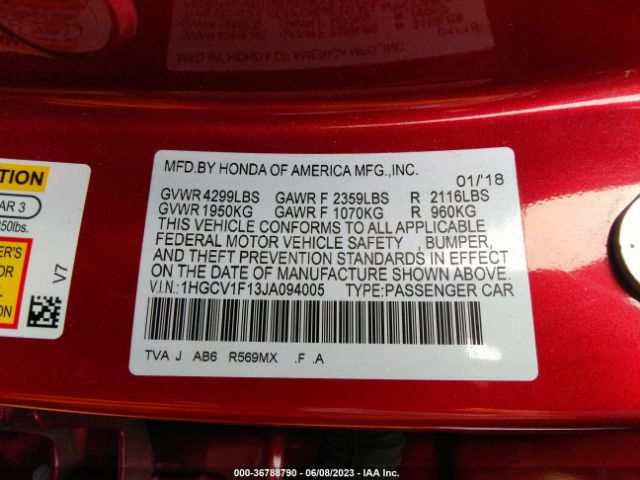 MFD.BY HONDA OF AMERICA MFG.,INC.
01/'18
GVWR 4299LBS GAWR F 2359LBS R 2116LBS
GVWR 1950KG GAWR F 1070KG R 960KG
THIS VEHICLE CONFORMS TO ALL APPLICABLE
FEDERAL MOTOR VEHICLE SAFETY , BUMPER,
AND THEFT PREVENTION STANDARDS IN EFFECT
ON THE DATE OF MANUFACTURE SHOWN ABOVE.
V.I.N.:1HGCV1F13JA094005 TYPE:PASSENGER CAR
TVA J AB6 R569MX .F .A
AR 3
50lbs.
V7
000-36788790 - 06/08/2023 - IAA Inc.